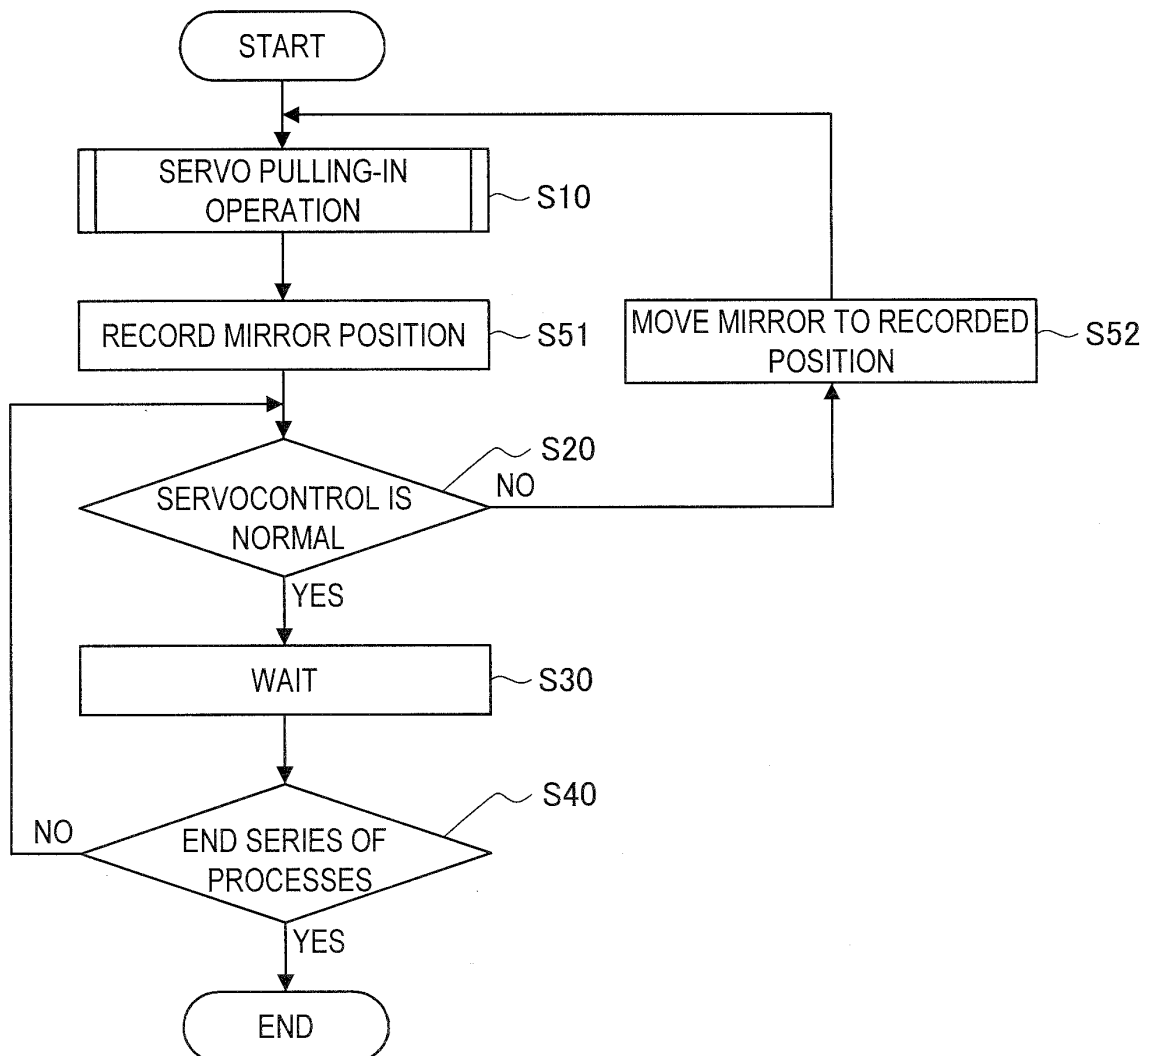 START
SERVO PULLING-IN
OPERATION
S10
RECORD MIRROR POSITION
S51
MOVE MIRROR TO RECORDED
POSITION
S52
S20
SERVOCONTROL IS
NORMAL
NO
YES
WAIT
S30
S40
END SERIES OF
PROCESSES
NO
YES
END